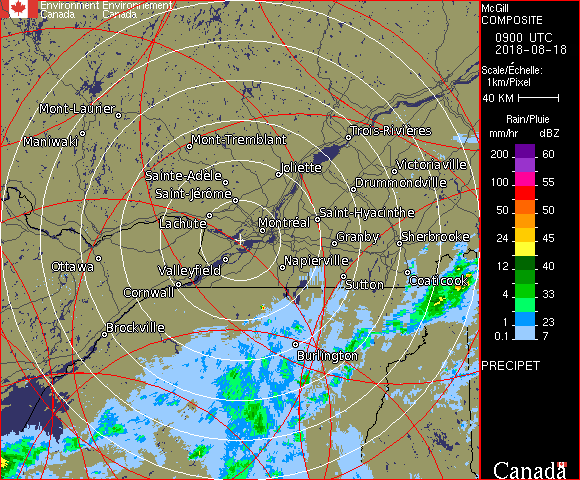 Environment Environnement
Canada Canada
McGill
COMPOSITE
0900 UTC
2018-08-18
Scale/Échelle:
1km/Pixel
40 KM
Rain/Pluie
mm/hr dBZ
200 60
100 55
50 50
24 45
12 40
4 33
1 23
0.1 7
PRECIPET
Canada
Mont-Laurier
Maniwaki
Mont-Tremblant
Trois-Rivières
Sainte-Adèle
Joliette
Victoriaville
Saint-Jérôme
Drummondville
Lachute
Montréal
Saint-Hyacinthe
Granby
Sherbrooke
Ottawa
Valleyfield
Napierville
Cornwall
Sutton
Coaticook
Brockville
Burlington